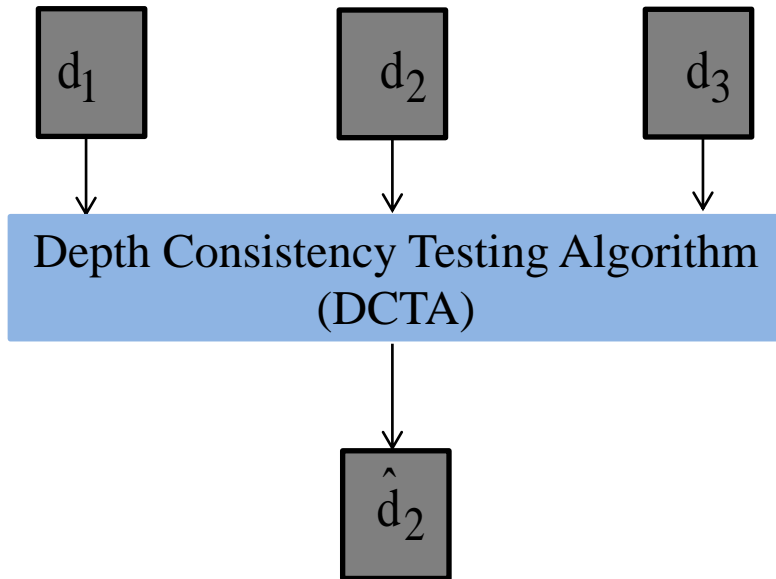 d₁ d₂ d₃
Depth Consistency Testing Algorithm
(DCTA)
d̂₂